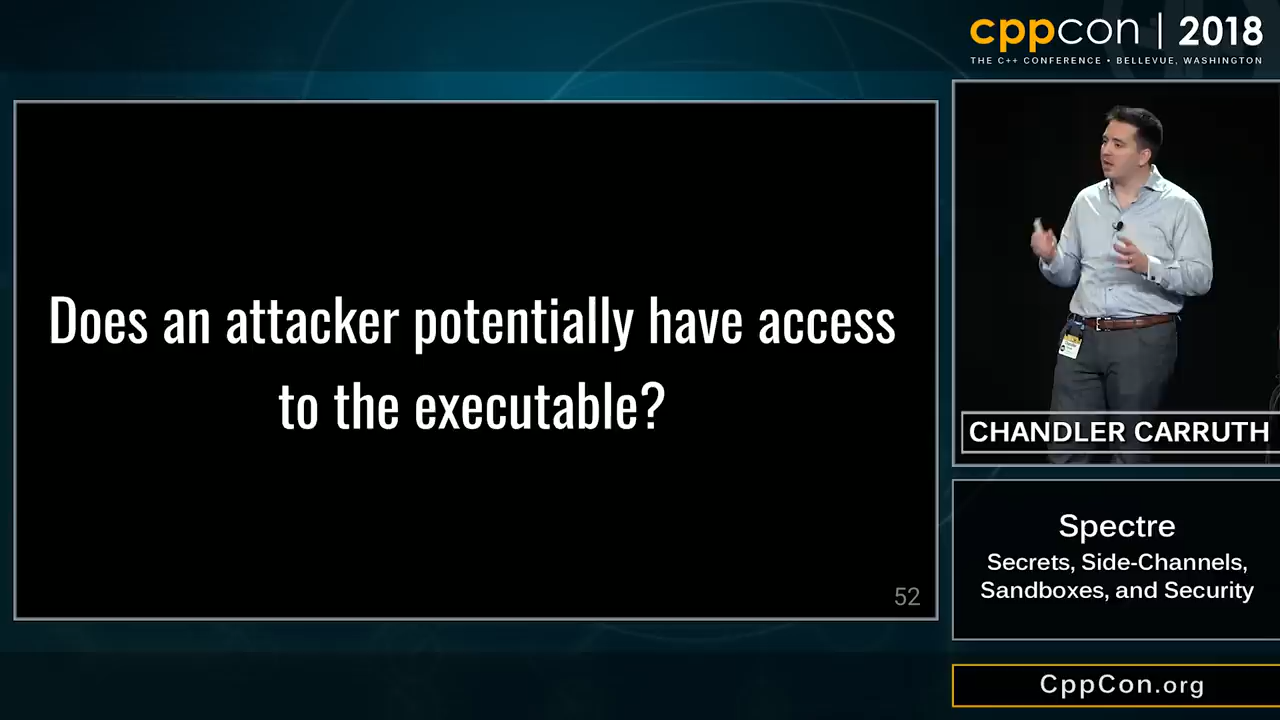 cppcon | 2018
THE C++ CONFERENCE • BELLEVUE, WASHINGTON
Does an attacker potentially have access
to the executable?
52
CHANDLER CARRUTH
Spectre
Secrets, Side-Channels,
Sandboxes, and Security
CppCon.org